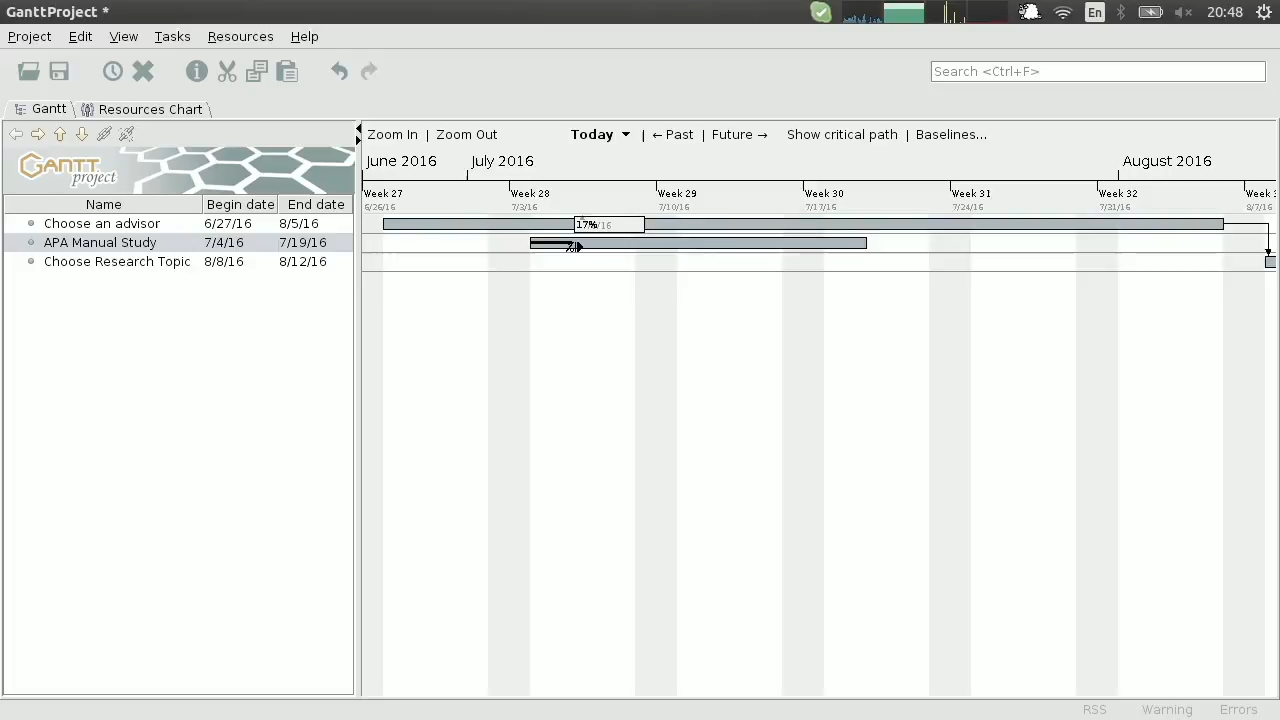 GanttProject *
En
20:48
Project Edit View Tasks Resources Help
Search <Ctrl+F>
Gantt Resources Chart
Zoom In | Zoom Out Today | ← Past | Future → Show critical path | Baselines...
GANTT
project
June 2016 July 2016 August 2016
Week 27 Week 28 Week 29 Week 30 Week 31 Week 32
6/26/16 7/3/16 7/10/16 7/17/16 7/24/16 7/31/16 8/7/16
Name Begin date End date
Choose an advisor 6/27/16 8/5/16
17% /16
APA Manual Study 7/4/16 7/19/16
Choose Research Topic 8/8/16 8/12/16
RSS Warning Errors